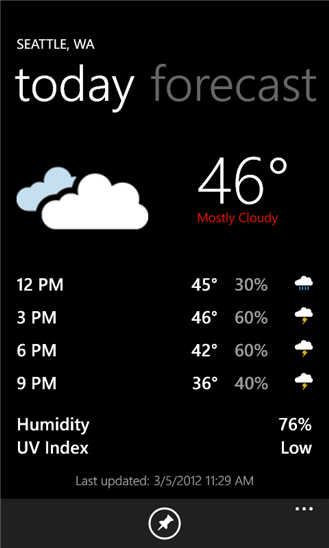 SEATTLE, WA
today forecast
46°
Mostly Cloudy
12 PM 45° 30%
3 PM 46° 60%
6 PM 42° 60%
9 PM 36° 40%
Humidity 76%
UV Index Low
Last updated: 3/5/2012 11:29 AM